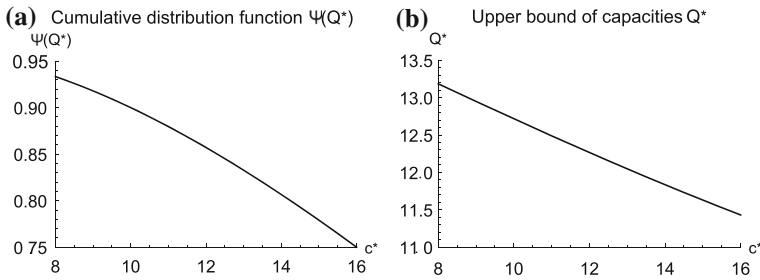 (a) Cumulative distribution function Ψ(Q*)
Ψ(Q*)
0.95
0.90
0.85
0.80
0.75
8 10 12 14 16
c*
(b) Upper bound of capacities Q*
Q*
13.5
13.0
12.5
12.0
11.5
11.0
8 10 12 14 16
c*